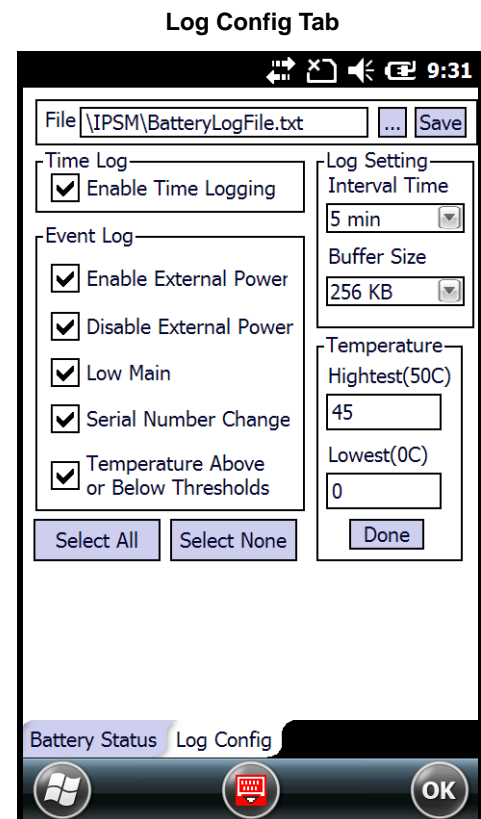 Log Config Tab
9:31
File \IPSM\BatteryLogFile.txt ... Save
Time Log
Enable Time Logging
Event Log
Enable External Power
Disable External Power
Low Main
Serial Number Change
Temperature Above
or Below Thresholds
Select All Select None
Log Setting
Interval Time
5 min
Buffer Size
256 KB
Temperature
Hightest(50C)
45
Lowest(0C)
0
Done
Battery Status Log Config
OK